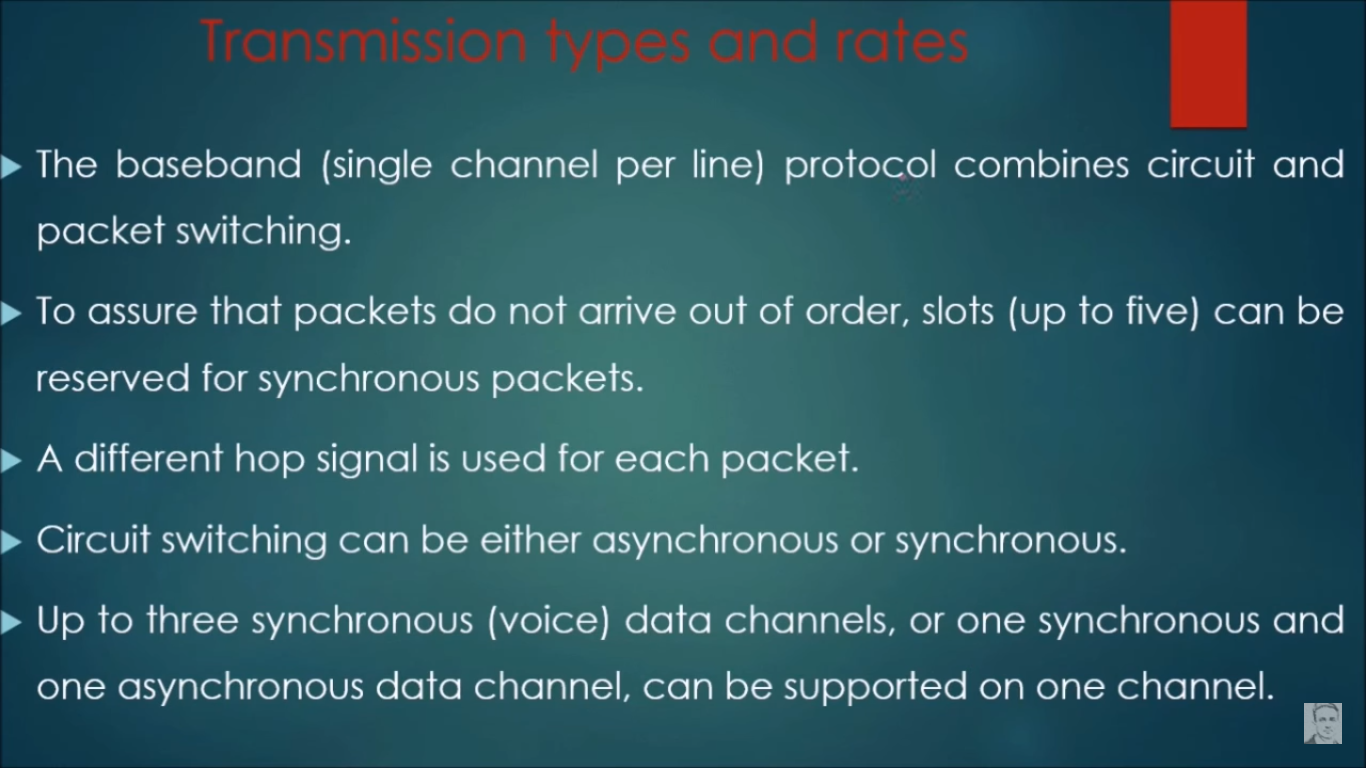 Transmission types and rates
The baseband (single channel per line) protocol combines circuit and
packet switching.
To assure that packets do not arrive out of order, slots (up to five) can be
reserved for synchronous packets.
A different hop signal is used for each packet.
Circuit switching can be either asynchronous or synchronous.
Up to three synchronous (voice) data channels, or one synchronous and
one asynchronous data channel, can be supported on one channel.